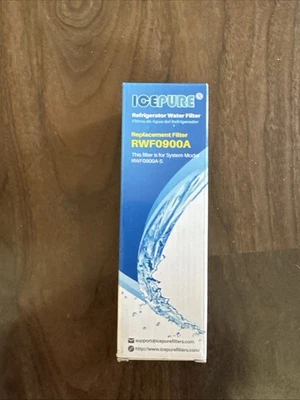 ICEPURE
Refrigerator Water Filter
Replacement Filter
RWF0900A
This filter is for System Model
RWF0900A-S
support@icepurefilters.com
http://www.icepurefilters.com/